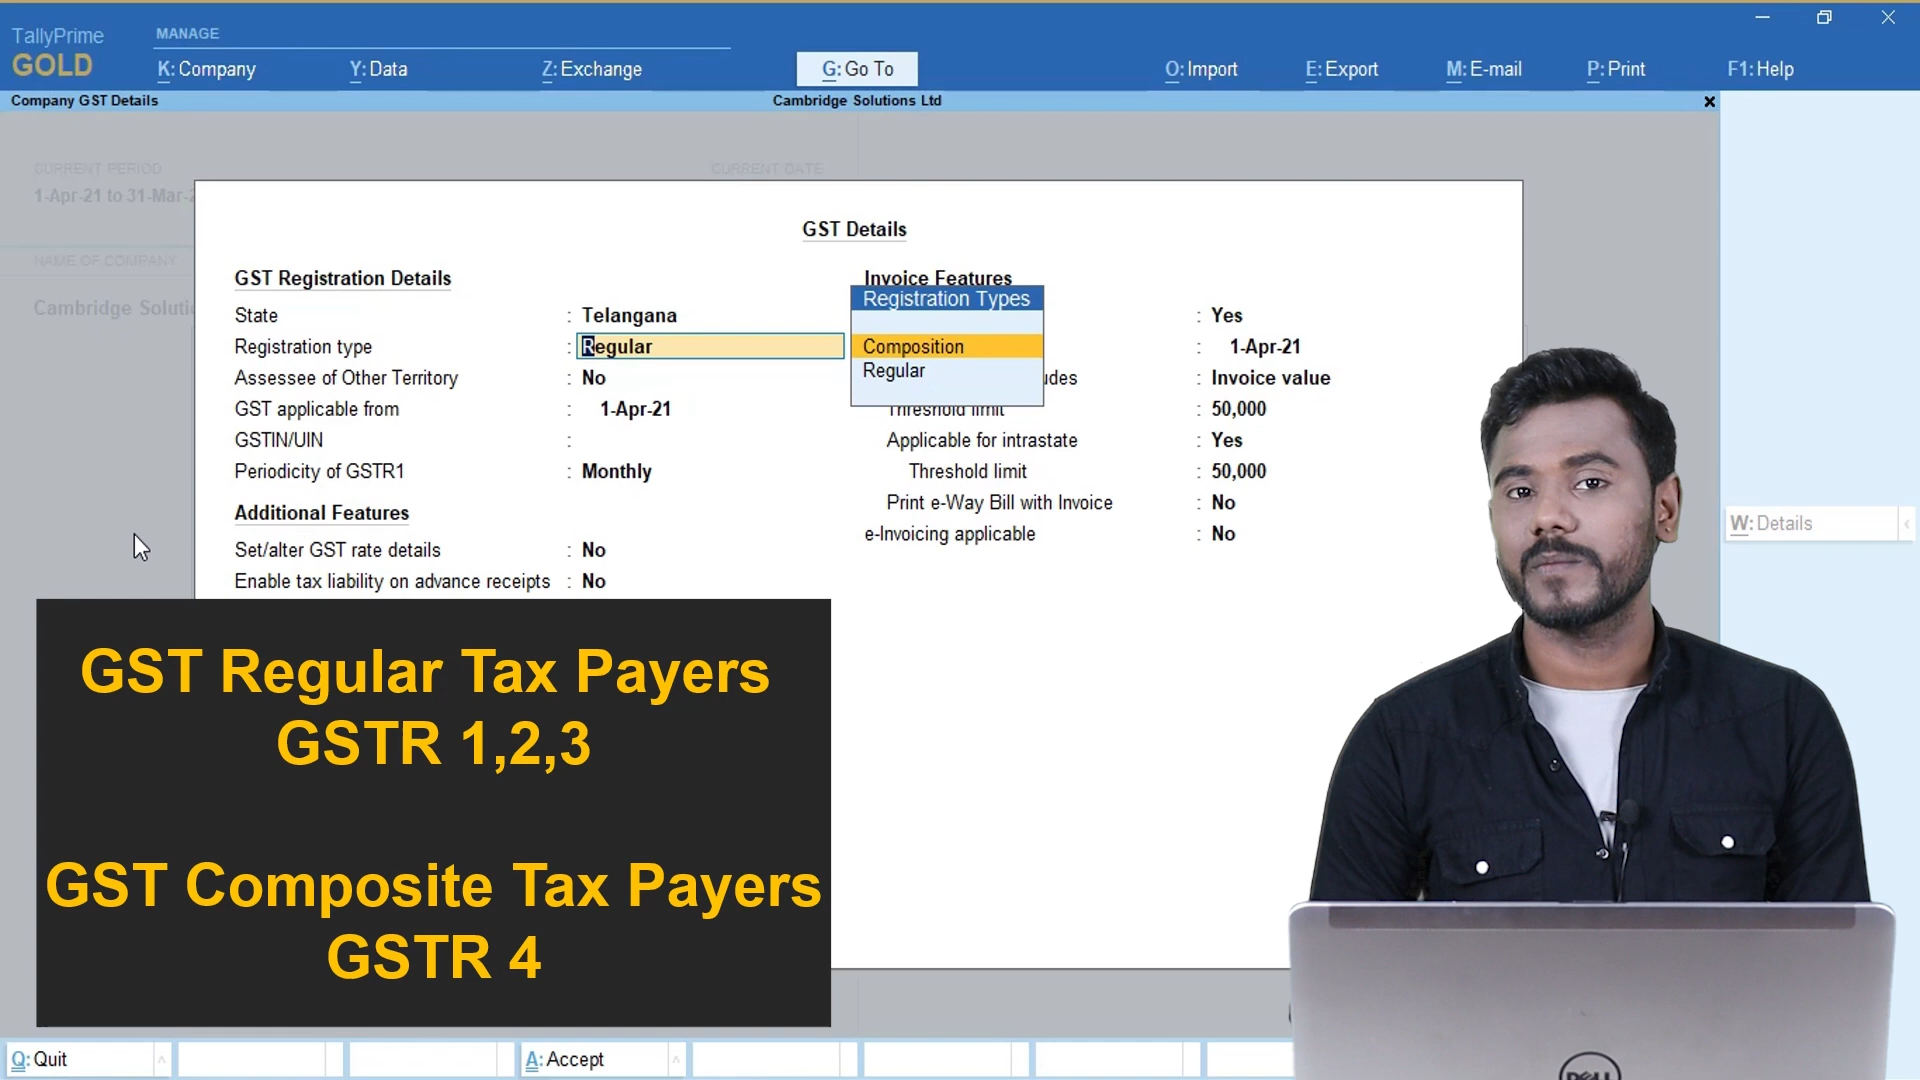 TallyPrime
GOLD
MANAGE
K: Company
Y: Data
Z: Exchange
G: Go To
O: Import
E: Export
M: E-mail
P: Print
F1: Help
Company GST Details
Cambridge Solutions Ltd
CURRENT PERIOD
CURRENT DATE
1-Apr-21 to 31-Mar-
NAME OF COMPANY
Cambridge
GST Details
GST Registration Details
Invoice Features
Registration Types
State : Telangana
: Yes
Registration type : Regular
Composition
: 1-Apr-21
Regular
Assessee of Other Territory : No
: Invoice value
GST applicable from : 1-Apr-21
Threshold limit : 50,000
GSTIN/UIN :
Applicable for intrastate : Yes
Periodicity of GSTR1 : Monthly
Threshold limit : 50,000
Print e-Way Bill with Invoice : No
Additional Features
e-Invoicing applicable : No
Set/alter GST rate details : No
Enable tax liability on advance receipts : No
W: Details
GST Regular Tax Payers
GSTR 1,2,3
GST Composite Tax Payers
GSTR 4
Q: Quit
A: Accept
DELL